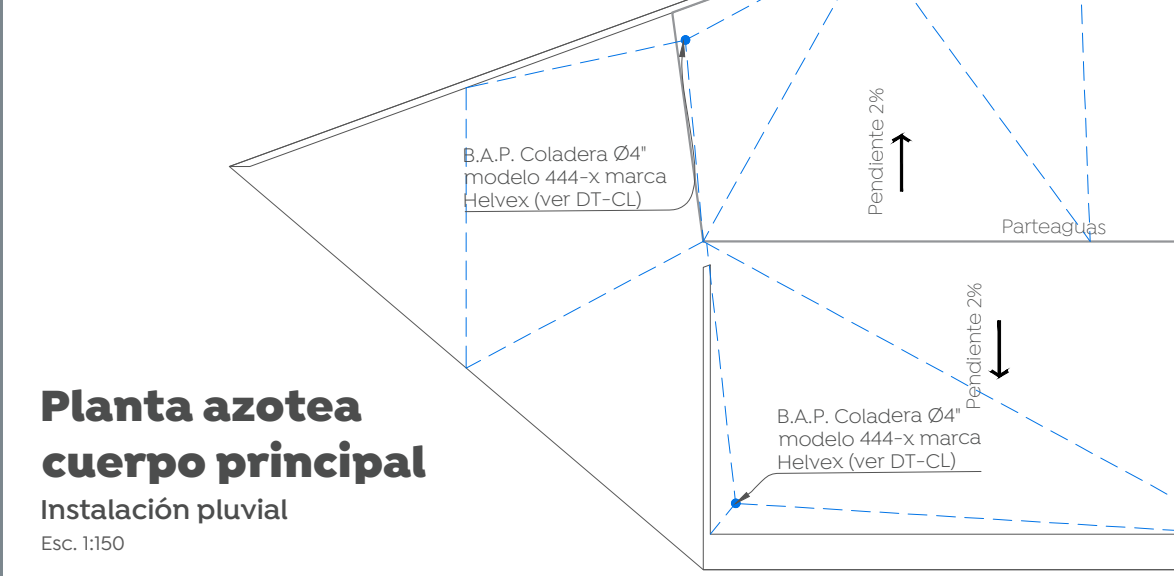 Pendiente 2%
B.A.P. Coladera Ø4"
modelo 444-x marca
Helvex (ver DT-CL)
Parteaguas
Pendiente 2%
B.A.P. Coladera Ø4"
modelo 444-x marca
Helvex (ver DT-CL)
Planta azotea
cuerpo principal
Instalación pluvial
Esc. 1:150